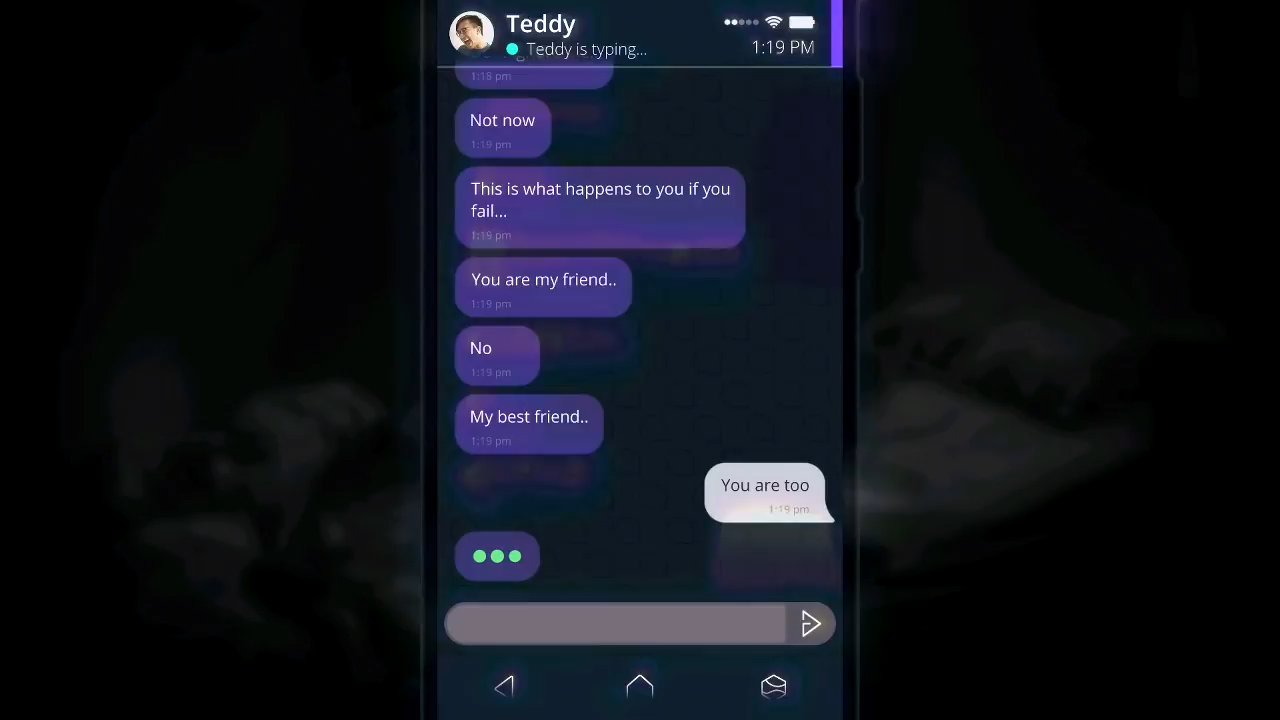 Teddy
Teddy is typing...
1:19 PM
1:18 pm
Not now
1:19 pm
This is what happens to you if you
fail...
1:19 pm
You are my friend..
1:19 pm
No
1:19 pm
My best friend..
1:19 pm
You are too
1:19 pm